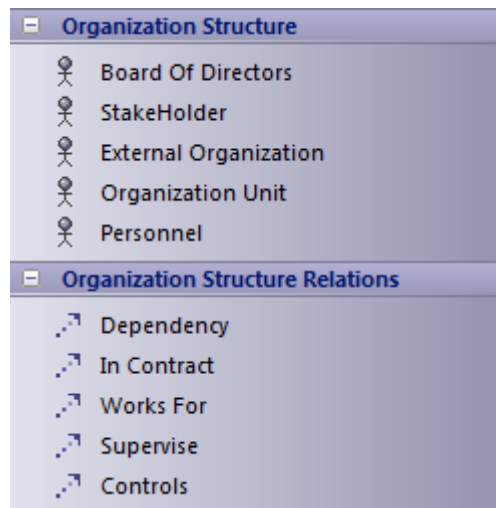 Organization Structure
Board Of Directors
StakeHolder
External Organization
Organization Unit
Personnel
Organization Structure Relations
Dependency
In Contract
Works For
Supervise
Controls